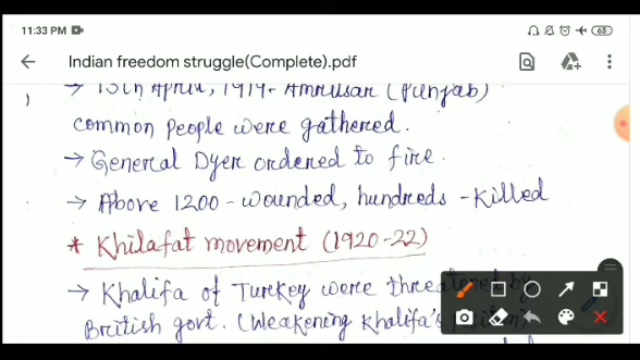 11:33 PM
63
Indian freedom struggle(Complete).pdf
→ 13th April, 1919- Amritsar (Punjab)
)
common people were gathered.
→ General Dyer ordered to fire.
→ Above 1200 - wounded, hundreds - killed
* Khilafat movement (1920-22)
→ Khalifa of Turkey were threatened by
British govt. (Weakening Khalifa's